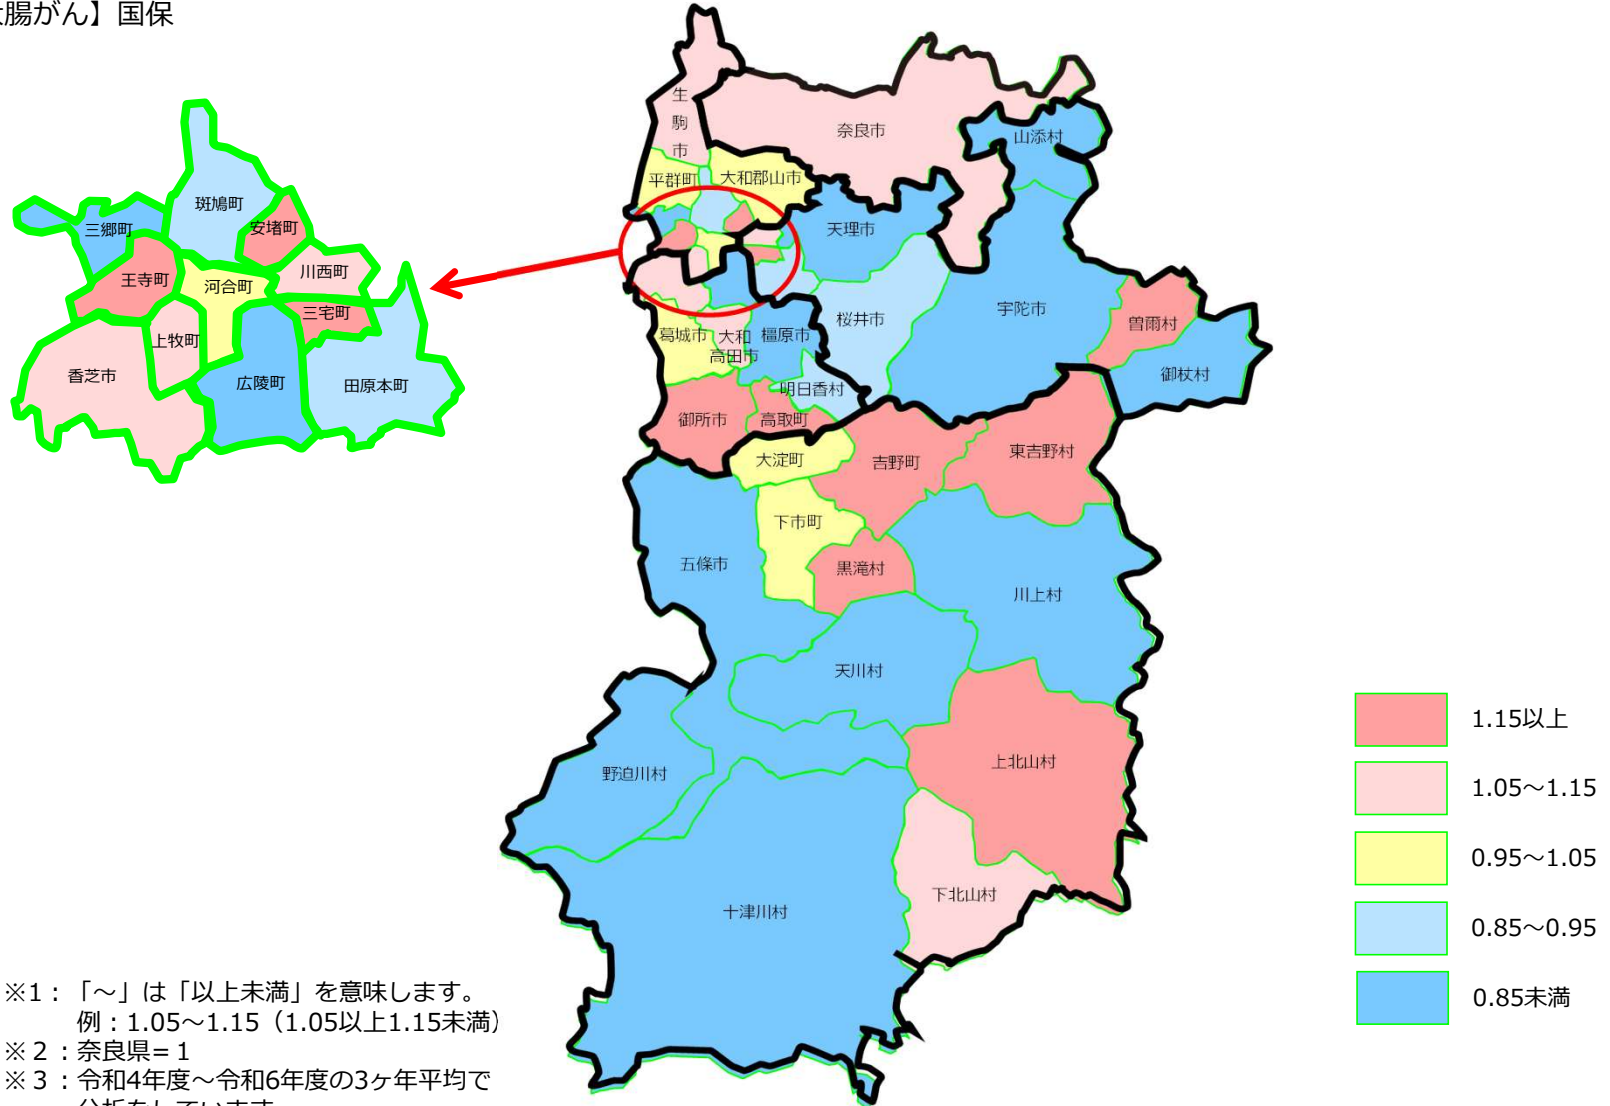 腸がん】国保
生駒市
奈良市
山添村
平群町
大和郡山市
天理市
宇陀市
曽爾村
御杖村
桜井市
葛城市
大和
高田市
橿原市
明日香村
御所市
高取町
大淀町
吉野町
東吉野村
下市町
黒滝村
五條市
川上村
天川村
野迫川村
上北山村
下北山村
十津川村
斑鳩町
三郷町
安堵町
王寺町
河合町
川西町
三宅町
上牧町
香芝市
広陵町
田原本町
1.15以上
1.05～1.15
0.95～1.05
0.85～0.95
0.85未満
※1：「～」は「以上未満」を意味します。
例：1.05～1.15（1.05以上1.15未満）
※２：奈良県＝１
※３：令和4年度～令和6年度の3ヶ年平均で